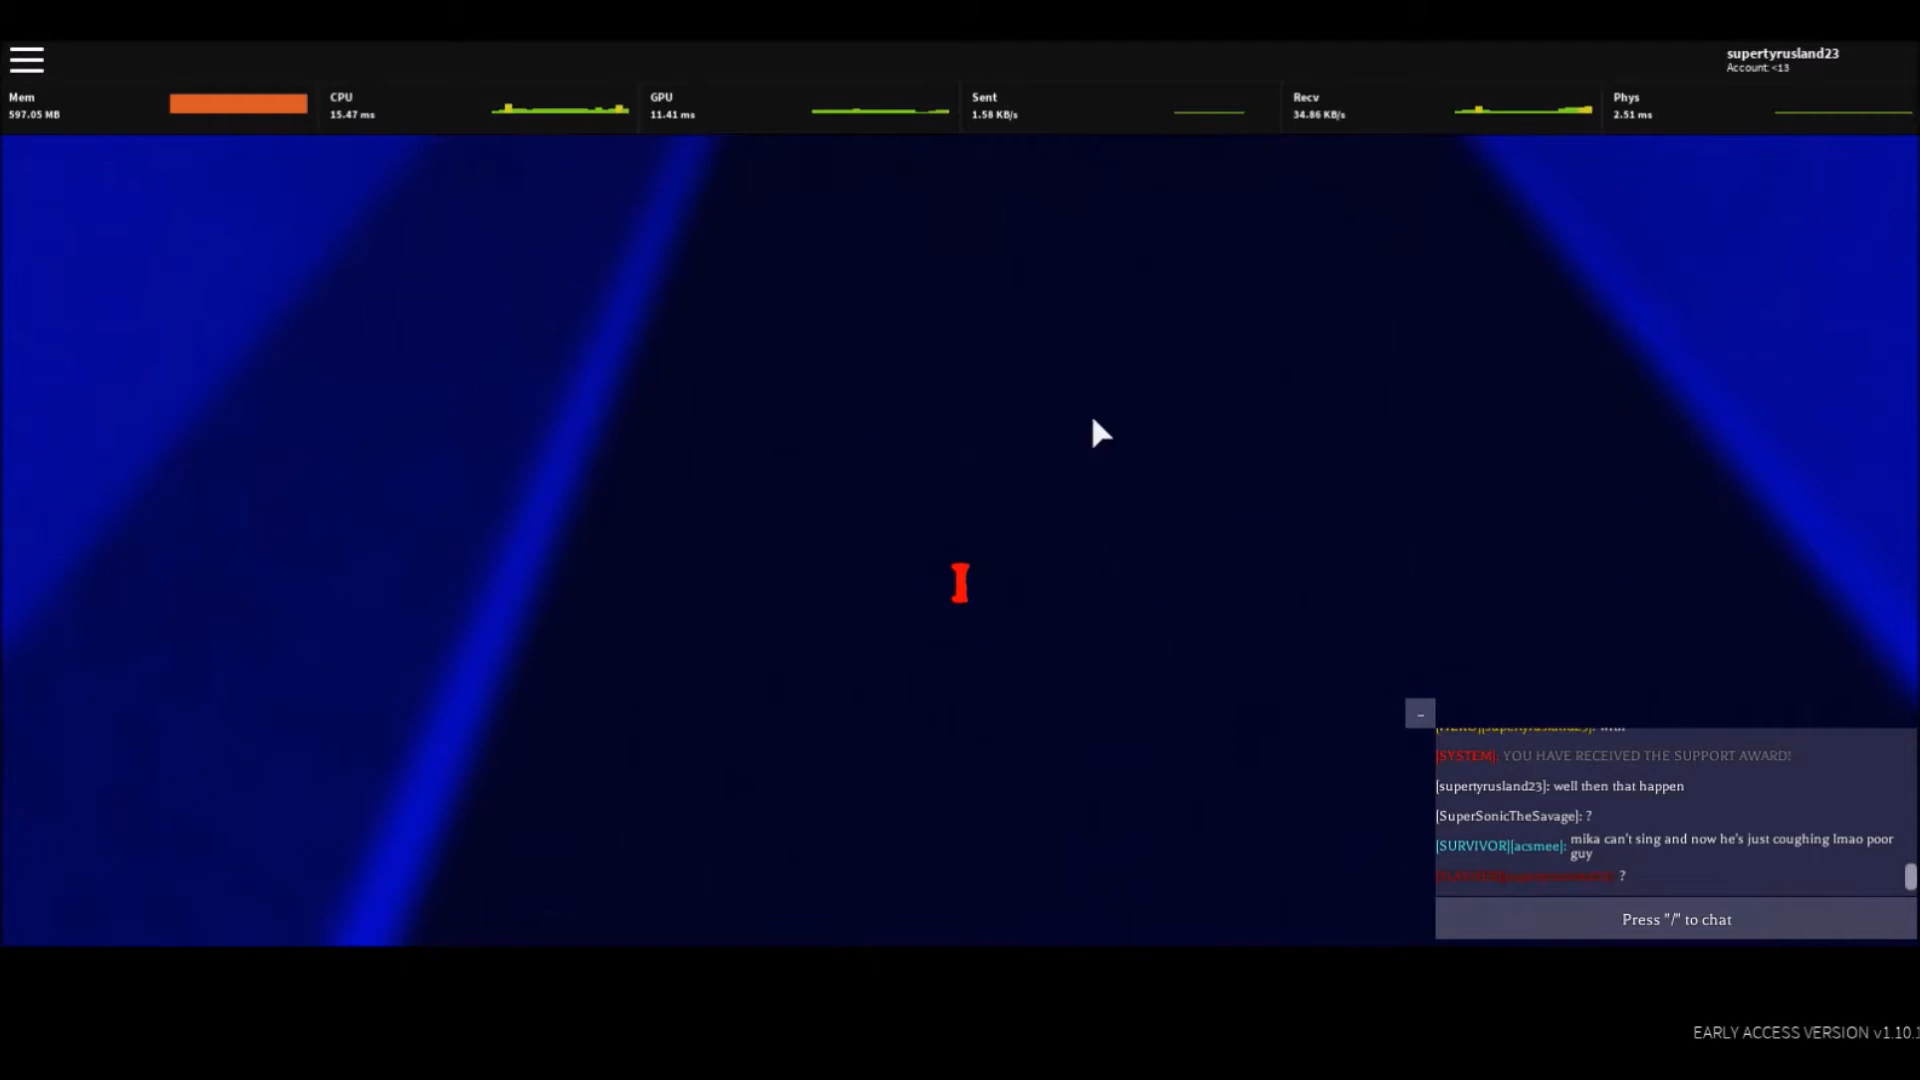 supertyrusland23
Account: <13
Mem
597.05 MB
CPU
15.47 ms
GPU
11.41 ms
Sent
1.58 KB/s
Recv
34.86 KB/s
Phys
2.51 ms
I
-
[SYSTEM]: YOU HAVE RECEIVED THE SUPPORT AWARD!
[supertyrusland23]: well then that happen
[SuperSonicTheSavage]: ?
[SURVIVOR][acsmee]: mika can't sing and now he's just coughing lmao poor
guy
?
Press "/" to chat
EARLY ACCESS VERSION v1.10.1